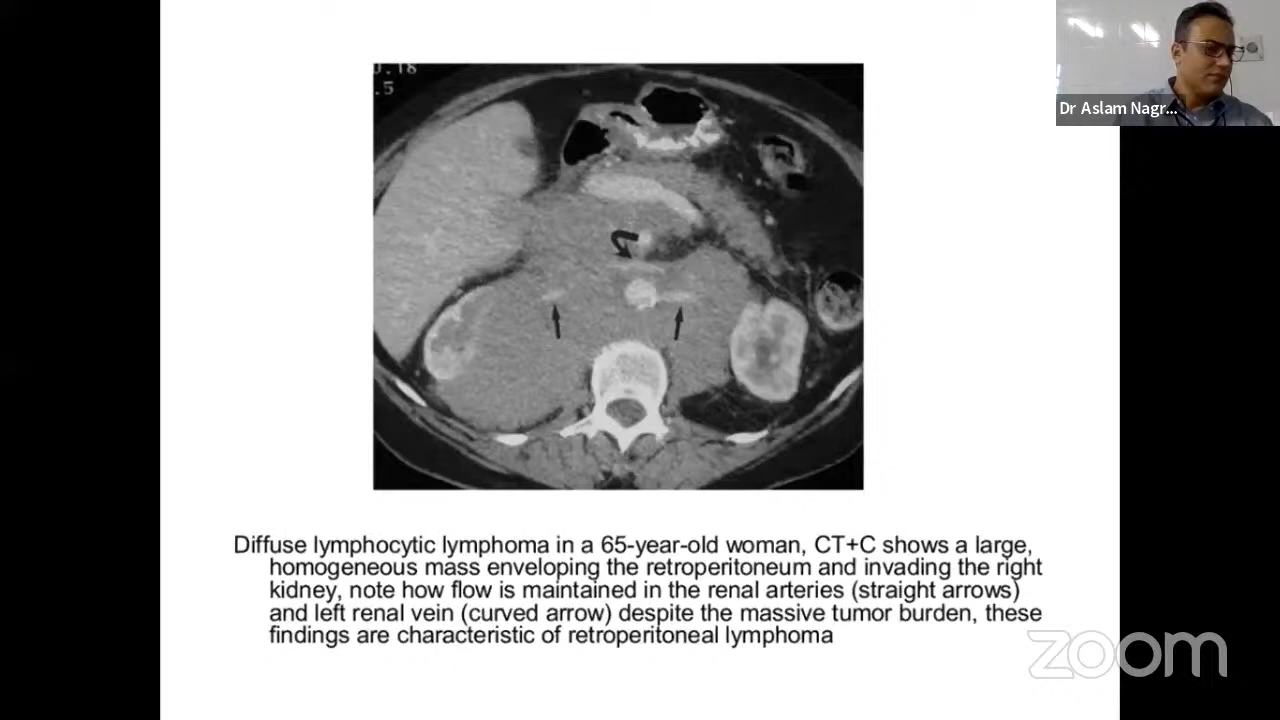 .5
Dr Aslam Nagr...
Diffuse lymphocytic lymphoma in a 65-year-old woman, CT+C shows a large,
homogeneous mass enveloping the retroperitoneum and invading the right
kidney, note how flow is maintained in the renal arteries (straight arrows)
and left renal vein (curved arrow) despite the massive tumor burden, these
findings are characteristic of retroperitoneal lymphoma
zoom